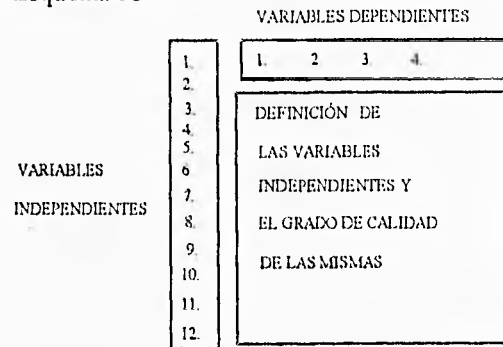 VARIABLES DEPENDIENTES
1. 2 3. 4.
1.
2.
3.
4.
5.
6
7.
8.
9.
10.
11.
12.
VARIABLES
INDEPENDIENTES
DEFINICIÓN DE
LAS VARIABLES
INDEPENDIENTES Y
EL GRADO DE CALIDAD
DE LAS MISMAS